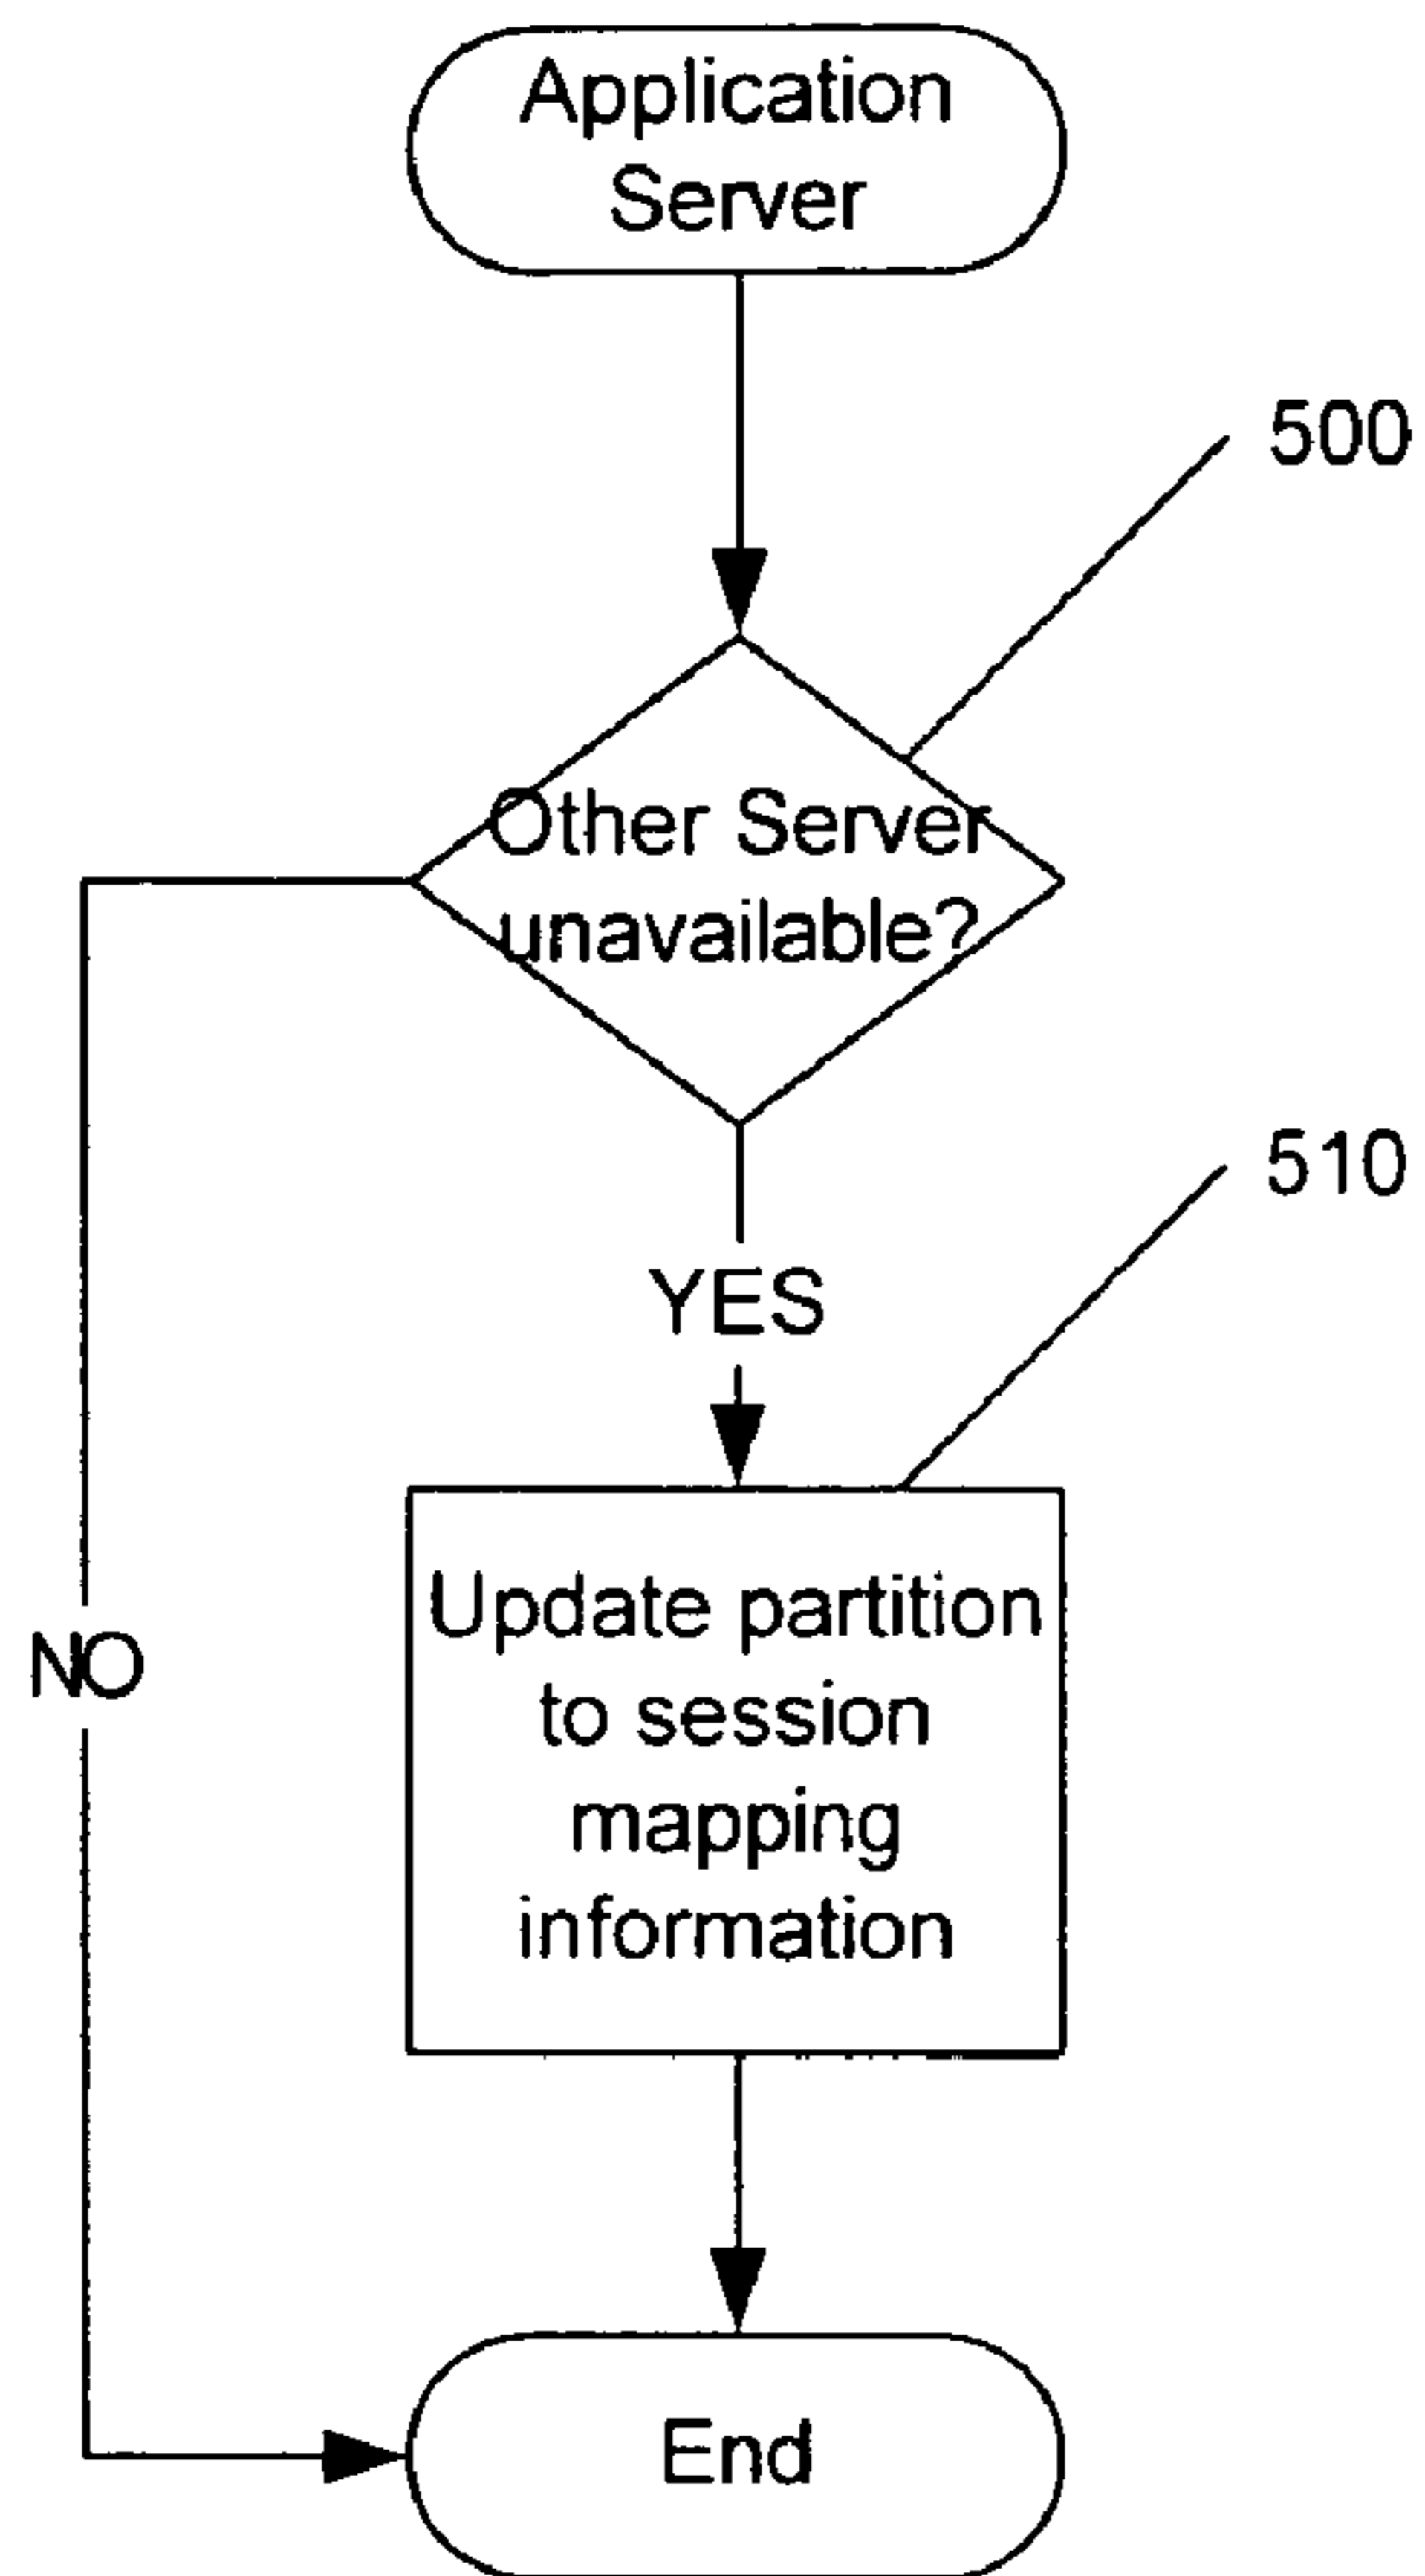 Application
Server
500
Other Server
unavailable?
510
YES
Update partition
to session
mapping
information
NO
End